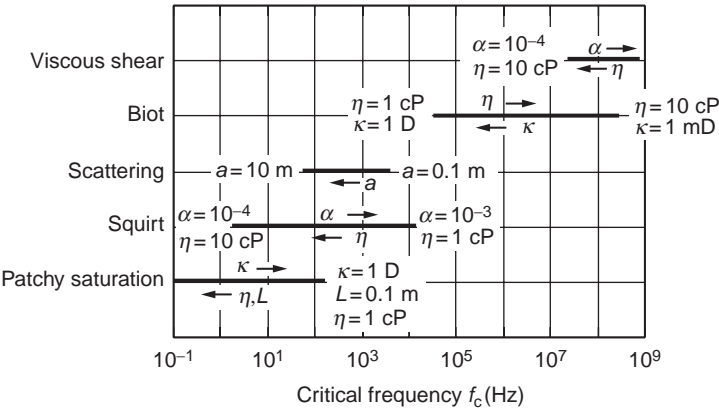 α = 10⁻⁴ α →
Viscous shear η = 10 cP ← η
η = 1 cP η → η = 10 cP
Biot κ = 1 D ← κ κ = 1 mD
Scattering a = 10 m ← a a = 0.1 m
α = 10⁻⁴ α → α = 10⁻³
Squirt η = 10 cP ← η η = 1 cP
κ → κ = 1 D
Patchy saturation ← η,L L = 0.1 m
η = 1 cP
10⁻¹ 10¹ 10³ 10⁵ 10⁷ 10⁹
Critical frequency f_c (Hz)